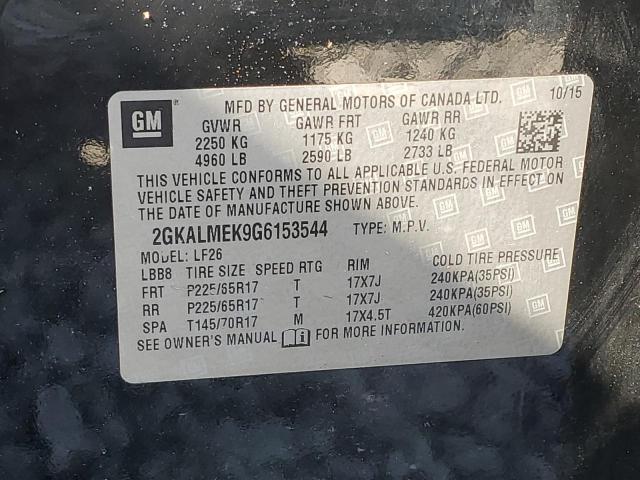 GM
MFD BY GENERAL MOTORS OF CANADA LTD. 10/15
GVWR GAWR FRT GAWR RR
2250 KG 1175 KG 1240 KG
4960 LB 2590 LB 2733 LB
THIS VEHICLE CONFORMS TO ALL APPLICABLE U.S. FEDERAL MOTOR
VEHICLE SAFETY AND THEFT PREVENTION STANDARDS IN EFFECT ON
THE DATE OF MANUFACTURE SHOWN ABOVE.
2GKALMEK9G6153544 TYPE: M.P.V.
MODEL: LF26
LBB8 TIRE SIZE SPEED RTG RIM COLD TIRE PRESSURE
FRT P225/65R17 T 17X7J 240KPA(35PSI)
RR P225/65R17 T 17X7J 240KPA(35PSI)
SPA T145/70R17 M 17X4.5T 420KPA(60PSI)
SEE OWNER'S MANUAL FOR MORE INFORMATION.